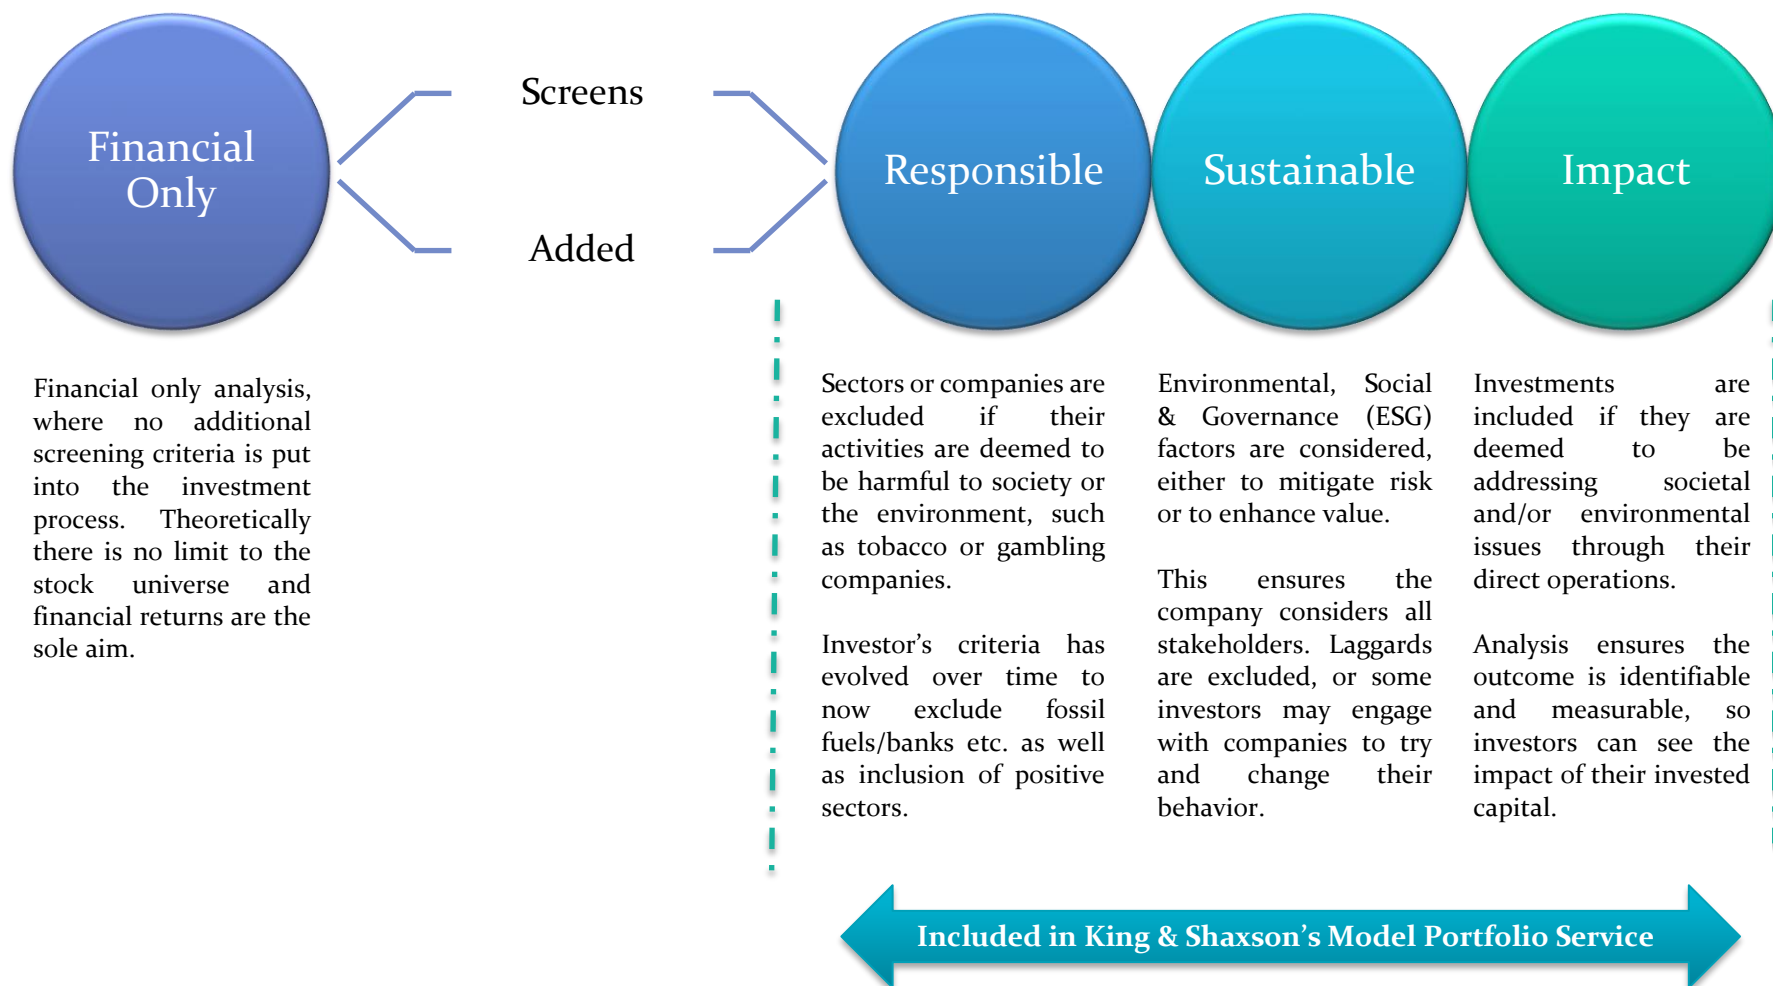 Financial
Only
Screens
Added
Responsible
Sustainable
Impact
Financial only analysis,
where no additional
screening criteria is put
into the investment
process. Theoretically
there is no limit to the
stock universe and
financial returns are the
sole aim.
Sectors or companies are
excluded if their
activities are deemed to
be harmful to society or
the environment, such
as tobacco or gambling
companies.
Investor’s criteria has
evolved over time to
now exclude fossil
fuels/banks etc. as well
as inclusion of positive
sectors.
Environmental, Social
& Governance (ESG)
factors are considered,
either to mitigate risk
or to enhance value.
This ensures the
company considers all
stakeholders. Laggards
are excluded, or some
investors may engage
with companies to try
and change their
behavior.
Investments are
included if they are
deemed to be
addressing societal
and/or environmental
issues through their
direct operations.
Analysis ensures the
outcome is identifiable
and measurable, so
investors can see the
impact of their invested
capital.
Included in King & Shaxson’s Model Portfolio Service